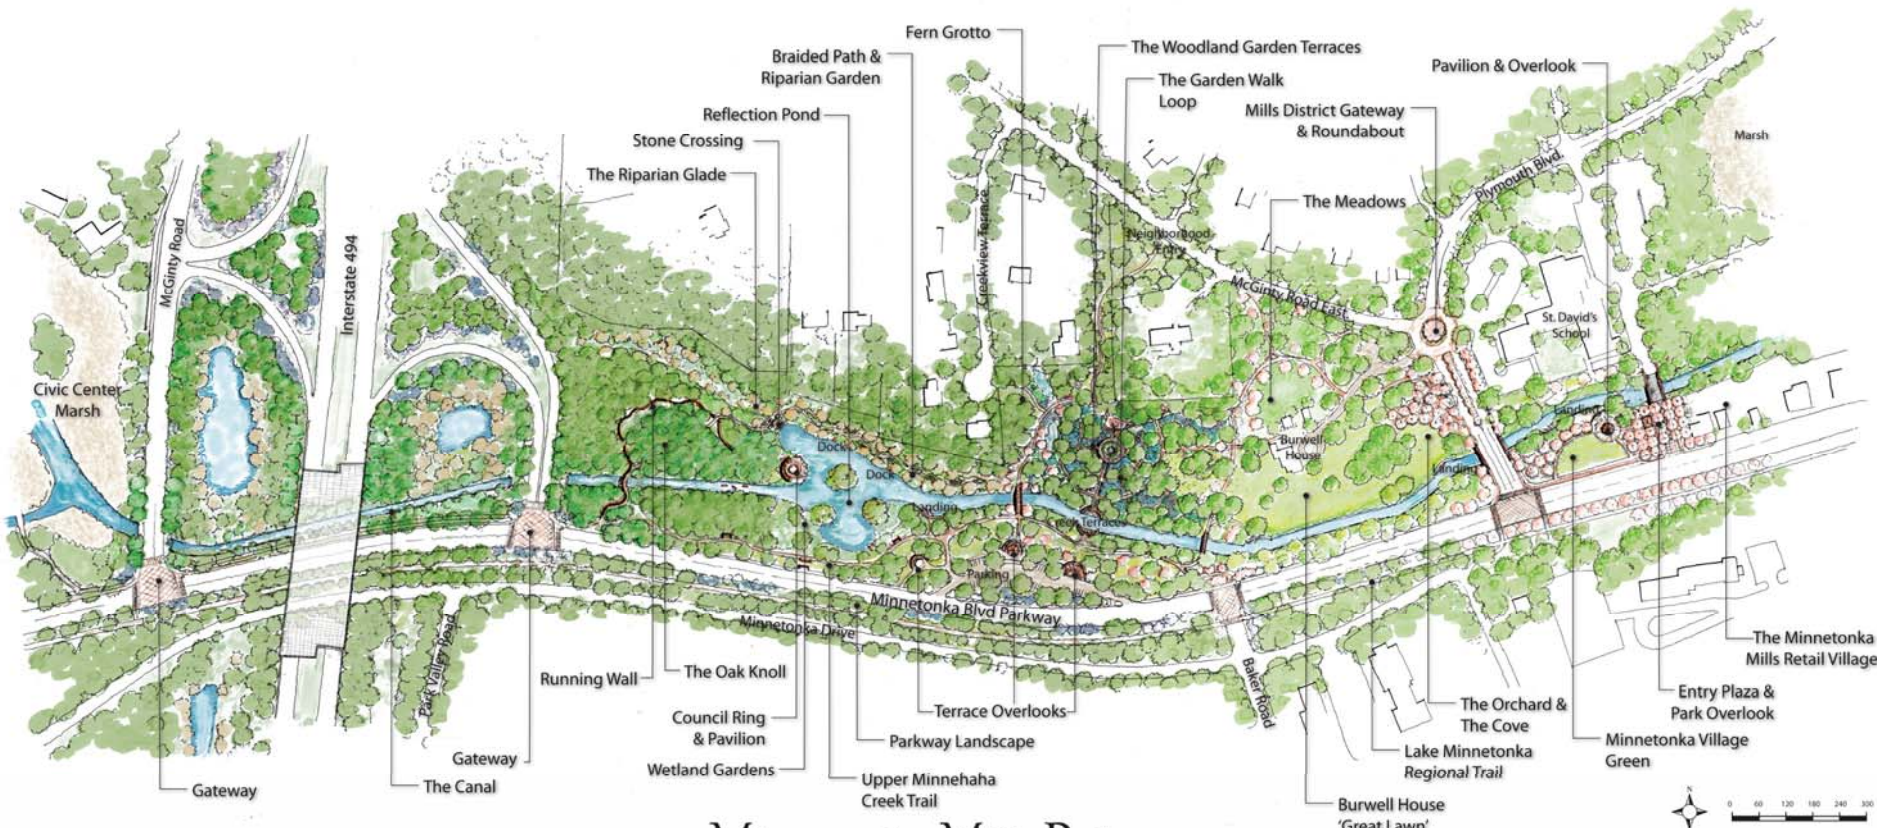 Fern Grotto
Braided Path &
Riparian Garden
The Woodland Garden Terraces
The Garden Walk
Loop
Pavilion & Overlook
Mills District Gateway
& Roundabout
Reflection Pond
Stone Crossing
The Riparian Glade
The Meadows
Marsh
Plymouth Blvd.
McGinty Road
Interstate 494
Creekview Terrace
Neighborhood
Entry
McGinty Road East
St. David's
School
Civic Center
Marsh
Dock
Dock
Landing
Creek Terraces
Burwell
House
Landing
Landing
Parking
Minnetonka Blvd Parkway
Minnetonka Drive
Park Valley Road
Baker Road
Running Wall
The Oak Knoll
Council Ring
& Pavilion
Terrace Overlooks
Parkway Landscape
Wetland Gardens
Upper Minnehaha
Creek Trail
Gateway
The Canal
Gateway
The Minnetonka
Mills Retail Village
Entry Plaza &
Park Overlook
The Orchard &
The Cove
Minnetonka Village
Green
Lake Minnetonka
Regional Trail
Burwell House
'Great Lawn'
N
0 60 120 180 240 300